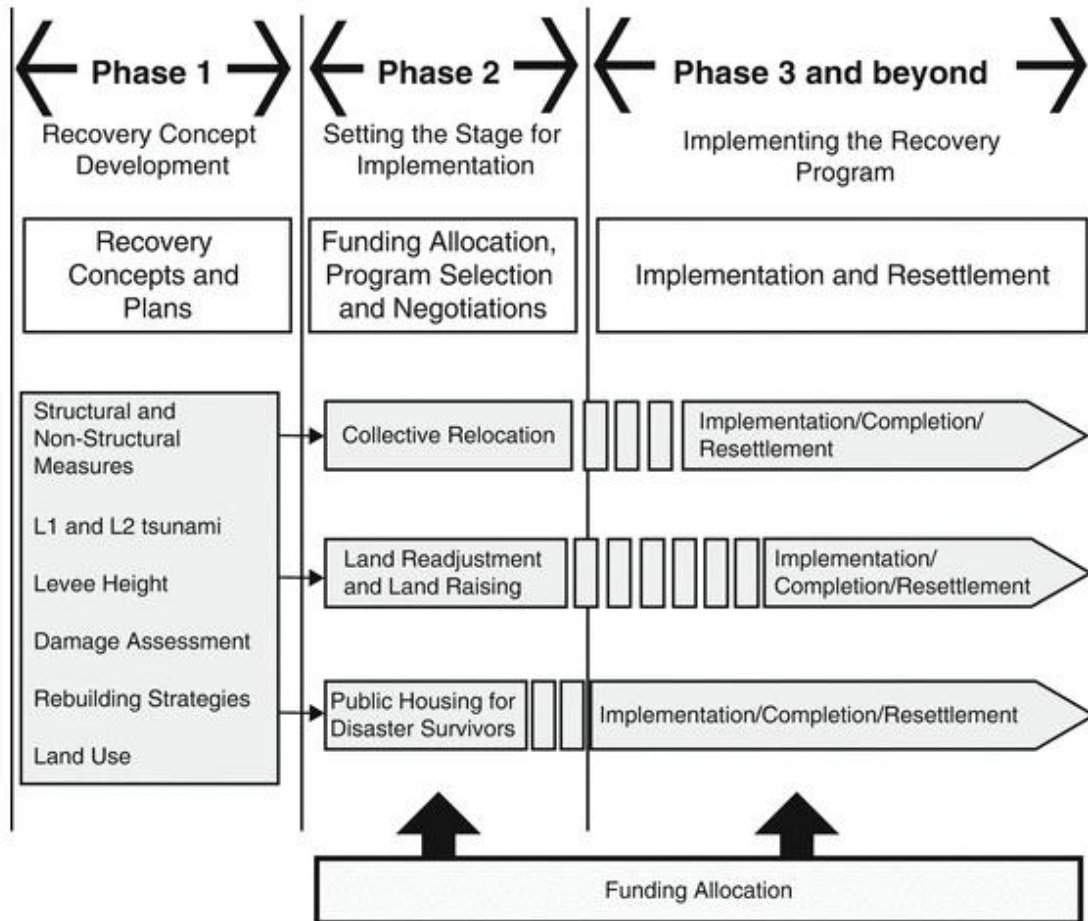 Phase 1
Phase 2
Phase 3 and beyond
Recovery Concept
Development
Setting the Stage for
Implementation
Implementing the Recovery
Program
Recovery
Concepts and
Plans
Funding Allocation,
Program Selection
and Negotiations
Implementation and Resettlement
Structural and
Non-Structural
Measures
L1 and L2 tsunami
Levee Height
Damage Assessment
Rebuilding Strategies
Land Use
Collective Relocation
Implementation/Completion/
Resettlement
Land Readjustment
and Land Raising
Implementation/
Completion/Resettlement
Public Housing for
Disaster Survivors
Implementation/Completion/Resettlement
Funding Allocation